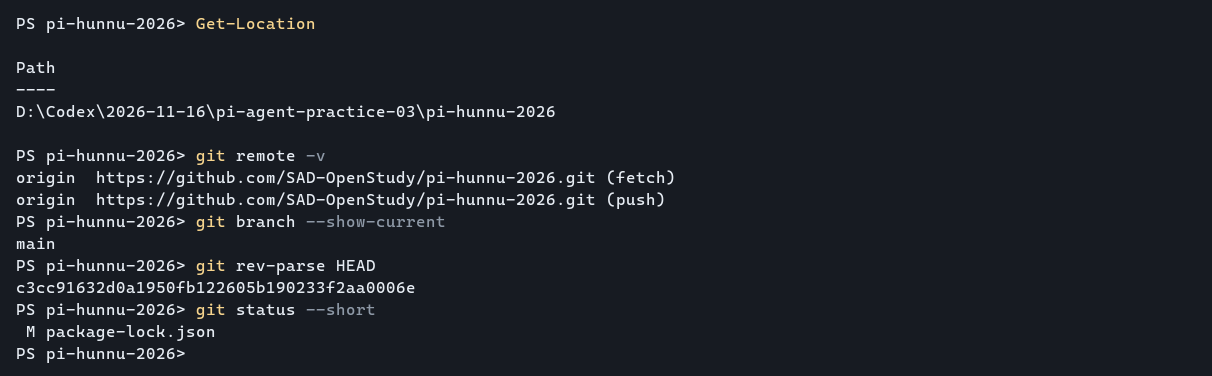 PS pi-hunnu-2026> Get-Location
Path
----
D:\Codex\2026-11-16\pi-agent-practice-03\pi-hunnu-2026
PS pi-hunnu-2026> git remote -v
origin  https://github.com/SAD-OpenStudy/pi-hunnu-2026.git (fetch)
origin  https://github.com/SAD-OpenStudy/pi-hunnu-2026.git (push)
PS pi-hunnu-2026> git branch --show-current
main
PS pi-hunnu-2026> git rev-parse HEAD
c3cc91632d0a1950fb122605b190233f2aa0006e
PS pi-hunnu-2026> git status --short
 M package-lock.json
PS pi-hunnu-2026>